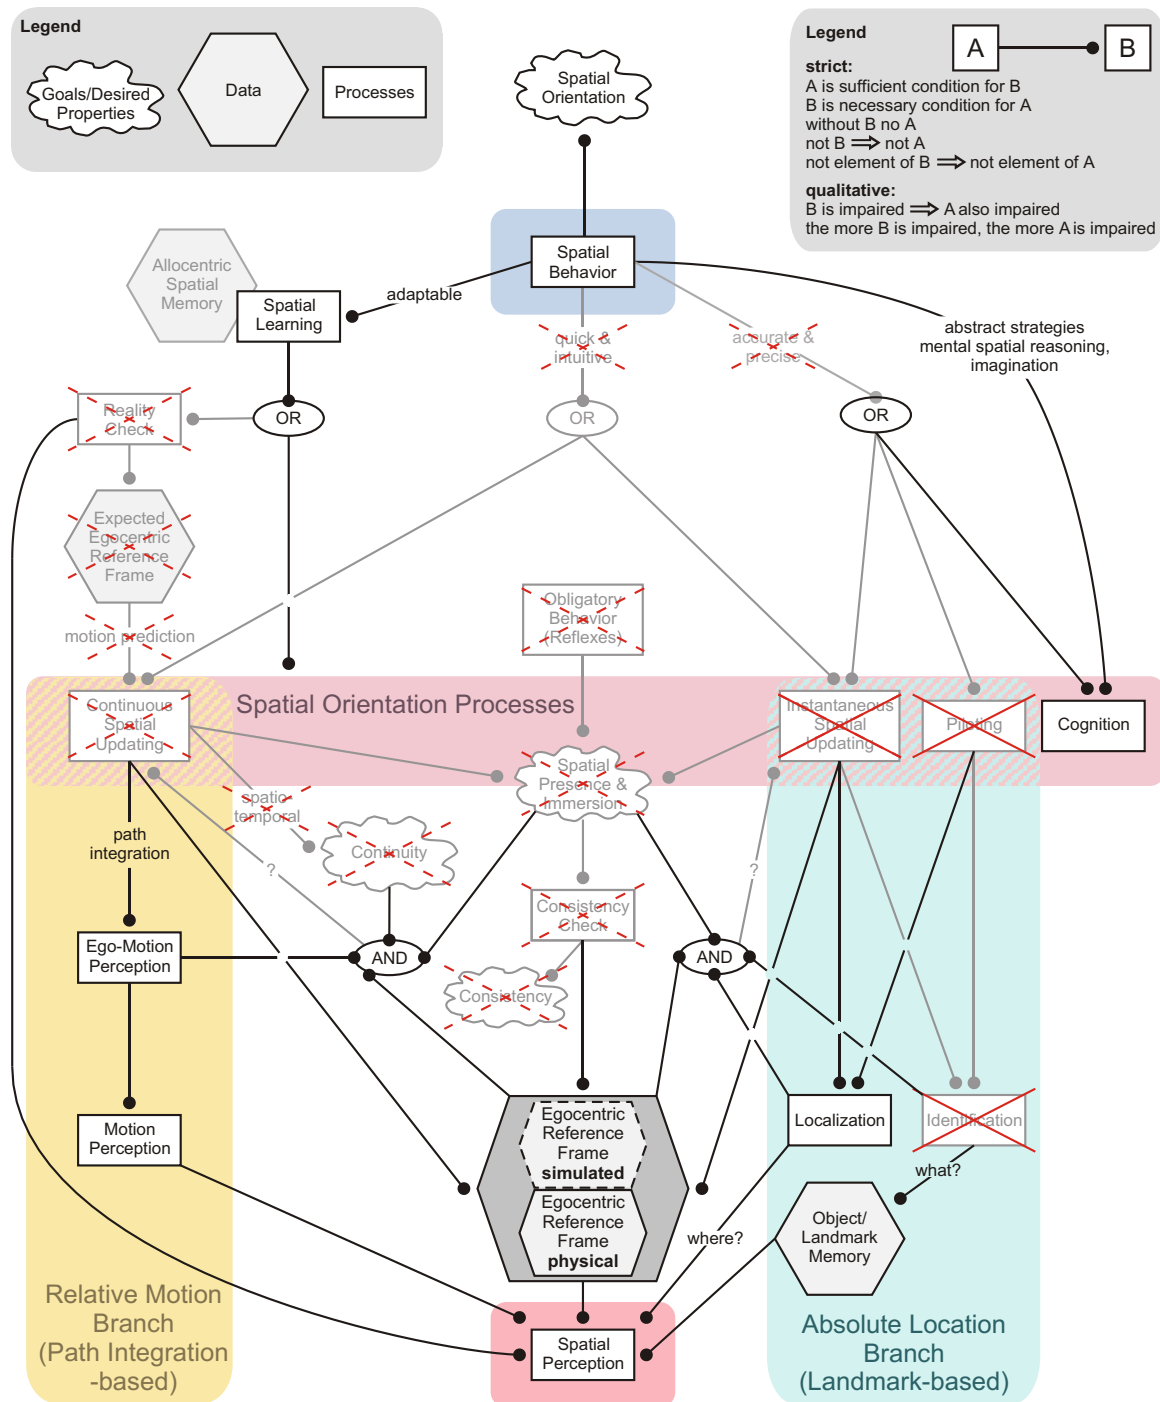 Legend
Goals/Desired
Properties
Data
Processes
Spatial
Orientation
Legend
A
B
strict:
A is sufficient condition for B
B is necessary condition for A
without B no A
not B ⟹ not A
not element of B ⟹ not element of A
qualitative:
B is impaired ⟹ A also impaired
the more B is impaired, the more A is impaired
Spatial
Behavior
Allocentric
Spatial
Memory
Spatial
Learning
adaptable
quick &
intuitive
accurate &
precise
abstract strategies
mental spatial reasoning,
imagination
Reality
Check
OR
OR
OR
Expected
Egocentric
Reference
Frame
motion prediction
Obligatory
Behavior
(Reflexes)
Spatial Orientation Processes
Continuous
Spatial
Updating
Instantaneous
Spatial
Updating
Piloting
Cognition
Spatial
Presence &
Immersion
spatio-
temporal
path
integration
?
Continuity
?
Consistency
Check
Ego-Motion
Perception
AND
AND
Consistency
Motion
Perception
Egocentric
Reference
Frame
simulated
Egocentric
Reference
Frame
physical
Localization
Identification
what?
where?
Object/
Landmark
Memory
Relative Motion
Branch
(Path Integration
-based)
Spatial
Perception
Absolute Location
Branch
(Landmark-based)